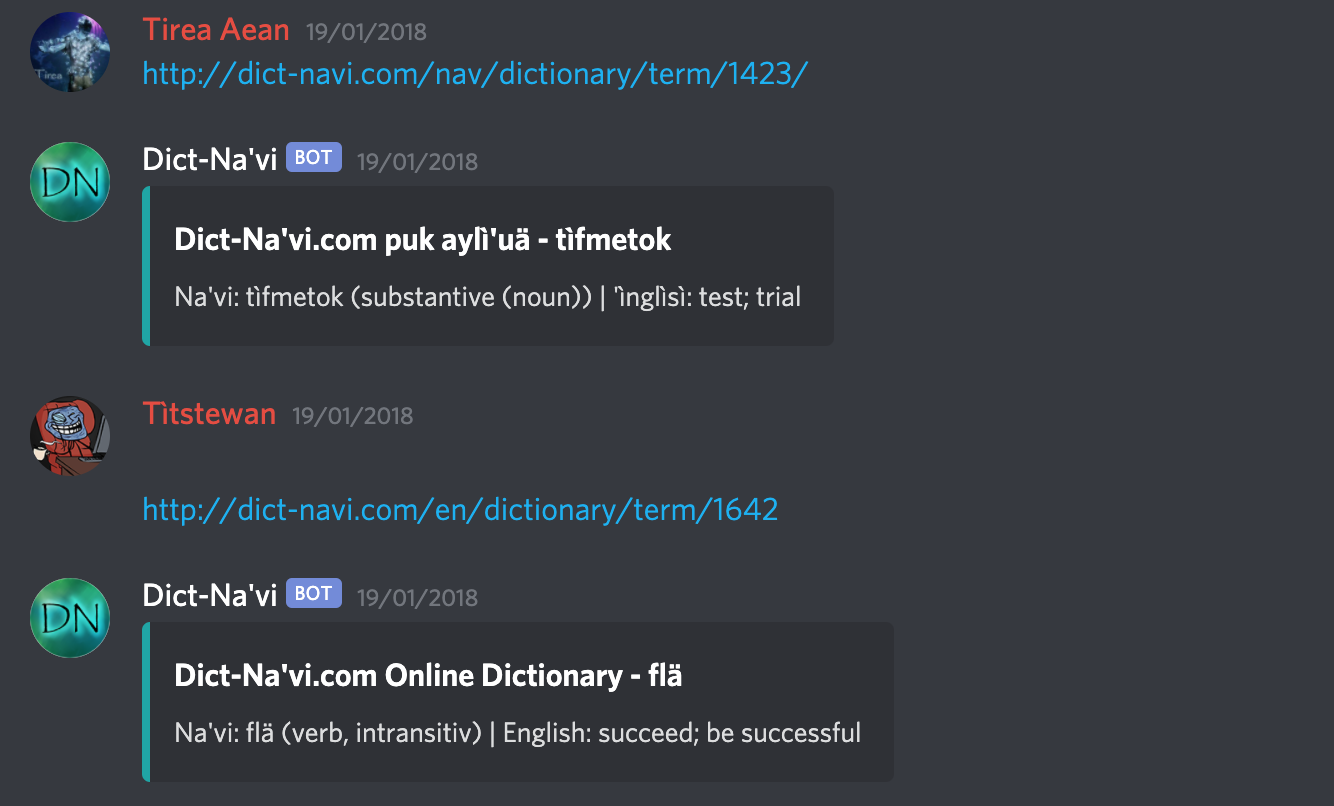 Tirea Aean 19/01/2018
http://dict-navi.com/nav/dictionary/term/1423/
Tirea
DN
Dict-Na'vi BOT 19/01/2018
Dict-Na'vi.com puk aylì'uä - tìfmetok
Na'vi: tìfmetok (substantive (noun)) | 'ìnglìsì: test; trial
Tìtstewan 19/01/2018
http://dict-navi.com/en/dictionary/term/1642
DN
Dict-Na'vi BOT 19/01/2018
Dict-Na'vi.com Online Dictionary - flä
Na'vi: flä (verb, intransitiv) | English: succeed; be successful